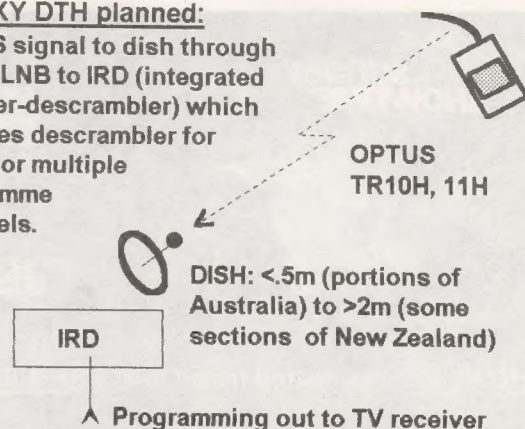 KY DTH planned:
S signal to dish through
LNB to IRD (integrated
er-descrambler) which
es descrambler for
or multiple
mme
els.
OPTUS
TR10H, 11H
DISH: <.5m (portions of
Australia) to >2m (some
sections of New Zealand)
IRD
Programming out to TV receiver